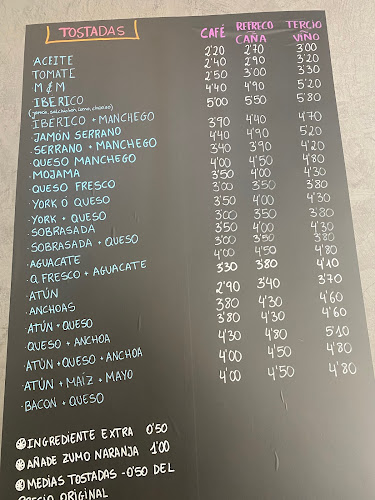 TOSTADAS CAFÉ REFRECO CAÑA TERCIO VINO
ACEITE 2'20 2'70 3'00
TOMATE 2'40 2'90 3'20
M & M 2'50 3'00 3'30
IBÉRICO 4'40 4'90 5'20
(jamón, salchichón, lomo, chorizo)
· IBERICO + MANCHEGO 5'00 5'50 5'80
· JAMÓN SERRANO 3'90 4'40 4'70
· SERRANO + MANCHEGO 4'40 4'90 5'20
· QUESO MANCHEGO 3'40 3'90 4'20
· MOJAMA 4'00 4'50 4'80
· QUESO FRESCO 3'50 4'00 4'30
· YORK O QUESO 3'00 3'50 3'80
· YORK + QUESO 3'50 4'00 4'30
· SOBRASADA 3'00 3'50 3'80
· SOBRASADA + QUESO 3'50 4'00 4'30
· AGUACATE 3'00 3'50 3'80
· Q FRESCO + AGUACATE 4'00 4'50 4'80
· ATÚN 3'30 3'80 4'10
· ANCHOAS 2'90 3'40 3'70
· ATÚN + QUESO 3'80 4'30 4'60
· QUESO + ANCHOA 3'80 4'30 4'60
· ATÚN + QUESO + ANCHOA 4'30 4'80 5'10
· ATÚN + MAÍZ + MAYO 4'00 4'50 4'80
· BACON + QUESO 4'00 4'50 4'80
INGREDIENTE EXTRA 0'50
AÑADE ZUMO NARANJA 1'00
MEDIAS TOSTADAS -0'50 DEL
PRECIO ORIGINAL